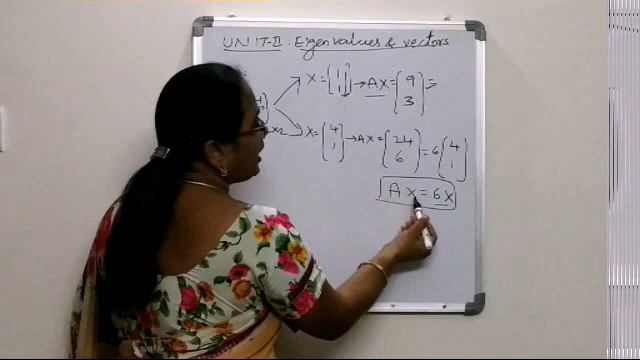 UNIT-II : Eigen values & vectors
X = [1 1] → AX = [9 3] =
X = [4 1] → AX = [24 6] = 6 [4 1]
AX = 6X